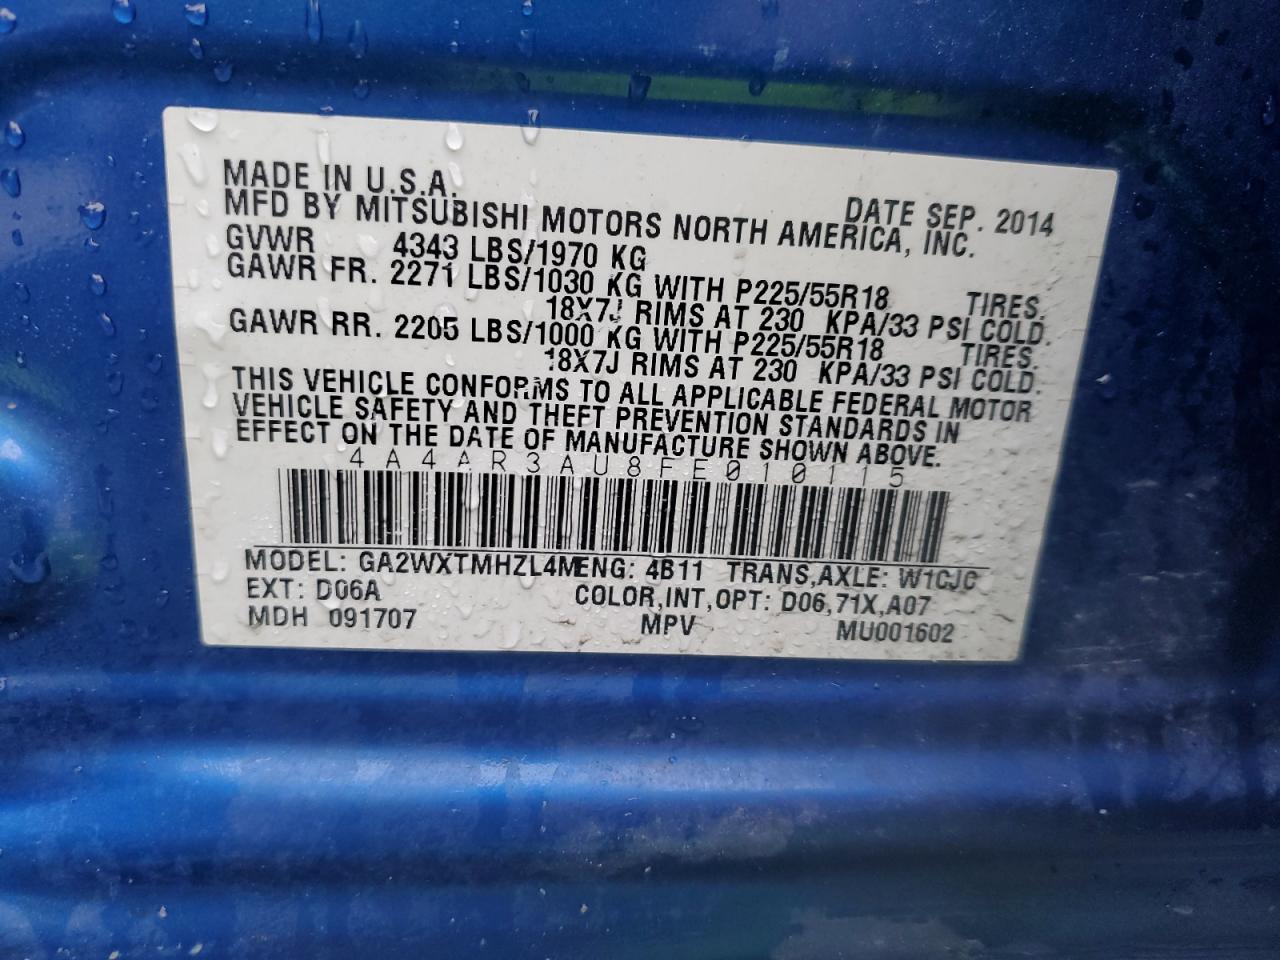 MADE IN U.S.A. DATE SEP. 2014
MFD BY MITSUBISHI MOTORS NORTH AMERICA, INC.
GVWR 4343 LBS/1970 KG
GAWR FR. 2271 LBS/1030 KG WITH P225/55R18 TIRES.
18X7J RIMS AT 230 KPA/33 PSI COLD.
GAWR RR. 2205 LBS/1000 KG WITH P225/55R18 TIRES.
18X7J RIMS AT 230 KPA/33 PSI COLD.
THIS VEHICLE CONFORMS TO ALL APPLICABLE FEDERAL MOTOR
VEHICLE SAFETY AND THEFT PREVENTION STANDARDS IN
EFFECT ON THE DATE OF MANUFACTURE SHOWN ABOVE.
4A4AR3AU8FE010115
MODEL: GA2WXTMHZL4M ENG: 4B11 TRANS,AXLE: W1CJC
EXT: D06A COLOR,INT,OPT: D06,71X,A07
MDH 091707 MPV MU001602